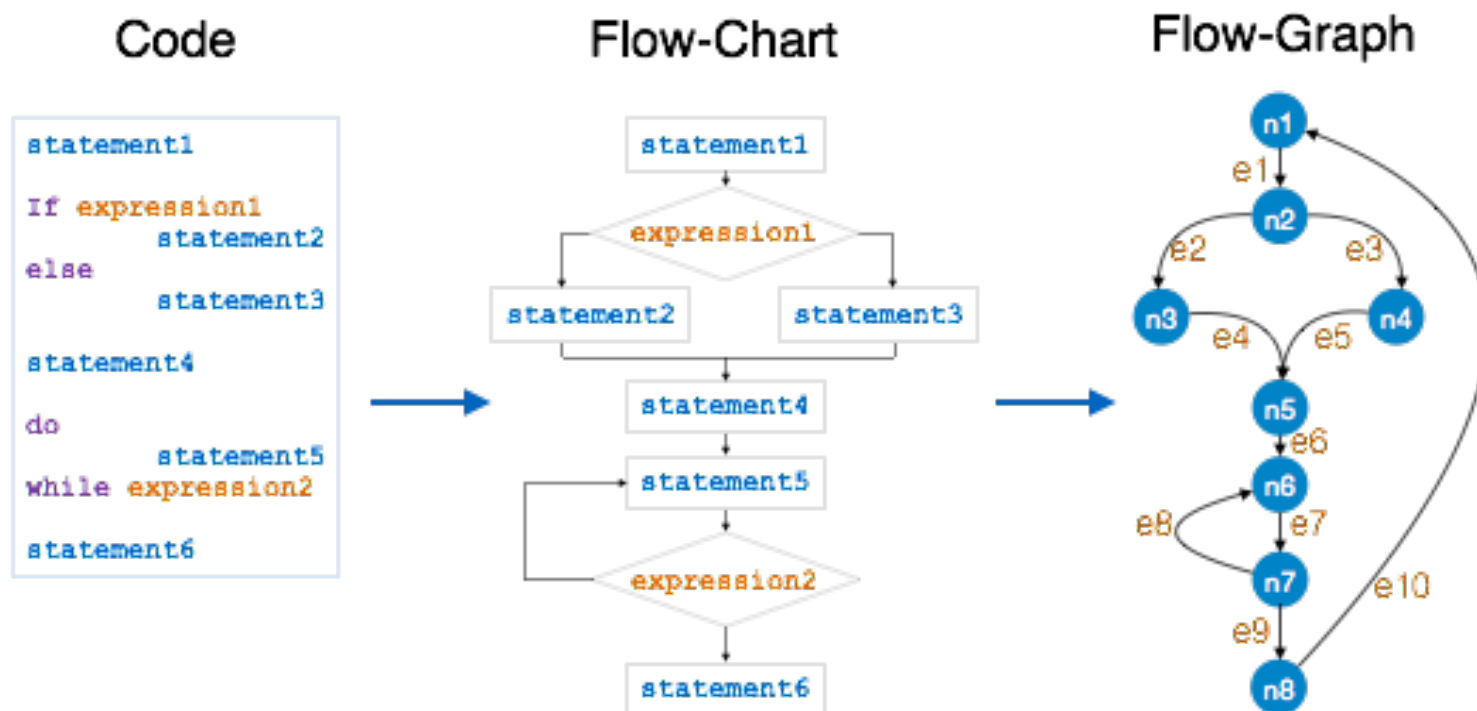 Code
statement1
If expression1
statement2
else
statement3
statement4
do
statement5
while expression2
statement6
Flow-Chart
statement1
expression1
statement2
statement3
statement4
statement5
expression2
statement6
Flow-Graph
n1
e1
n2
e2
e3
n3
n4
e4
e5
n5
e6
n6
e8
e7
n7
e10
e9
n8